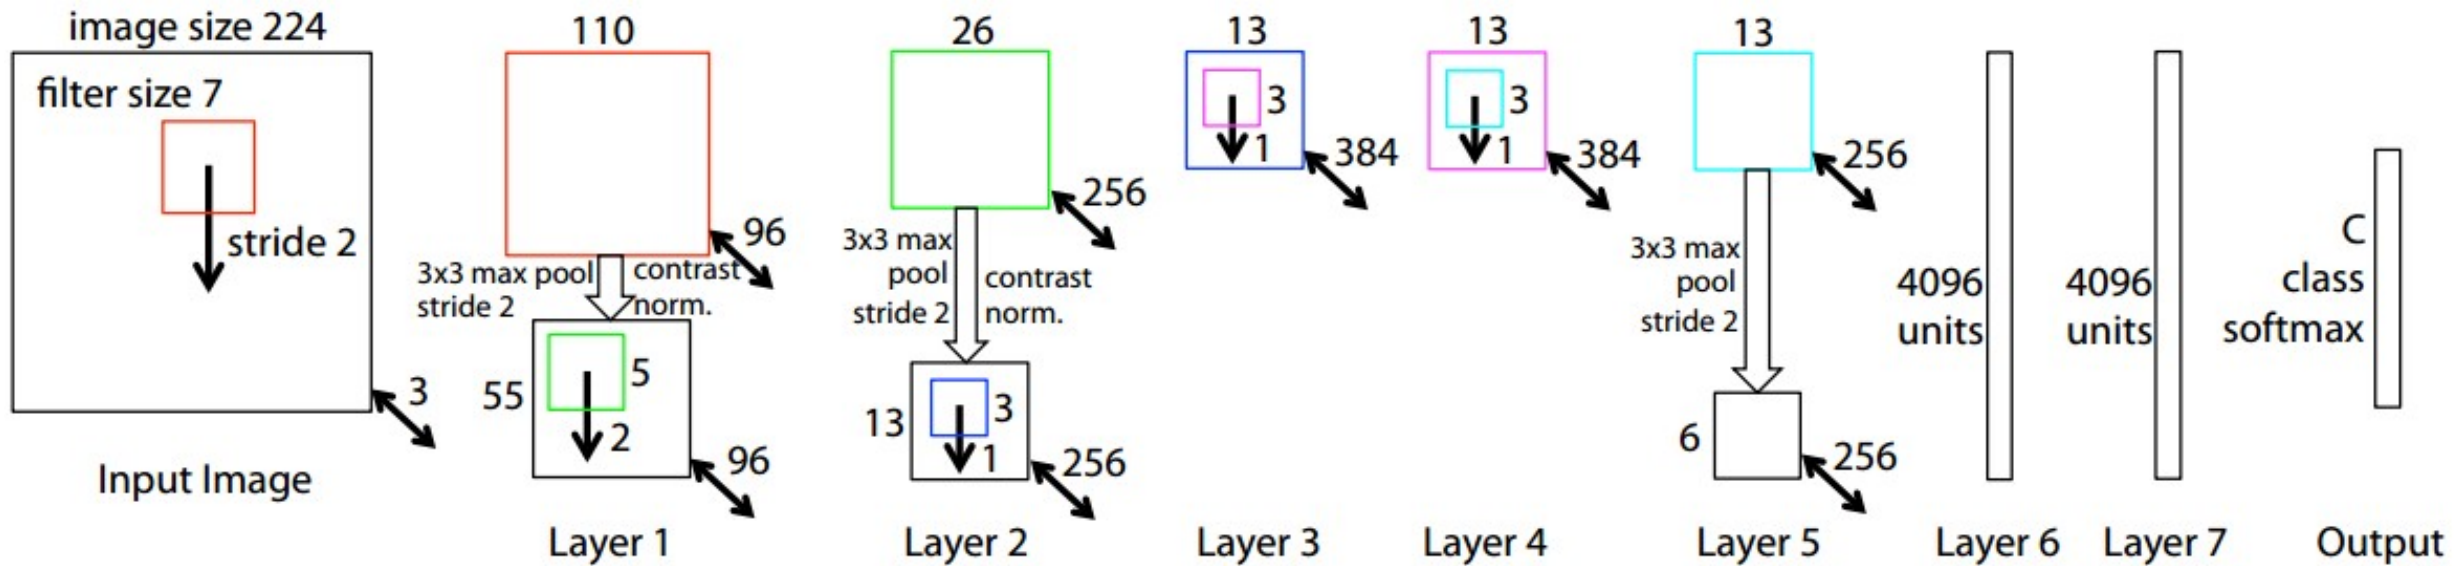 image size 224
filter size 7
stride 2
3
Input Image
110
96
3x3 max pool
stride 2
contrast
norm.
55
5
2
96
Layer 1
26
256
3x3 max
pool
stride 2
contrast
norm.
13
3
1
256
Layer 2
13
3
1
384
Layer 3
13
3
1
384
Layer 4
13
256
3x3 max
pool
stride 2
6
256
Layer 5
4096
units
Layer 6
4096
units
Layer 7
C
class
softmax
Output